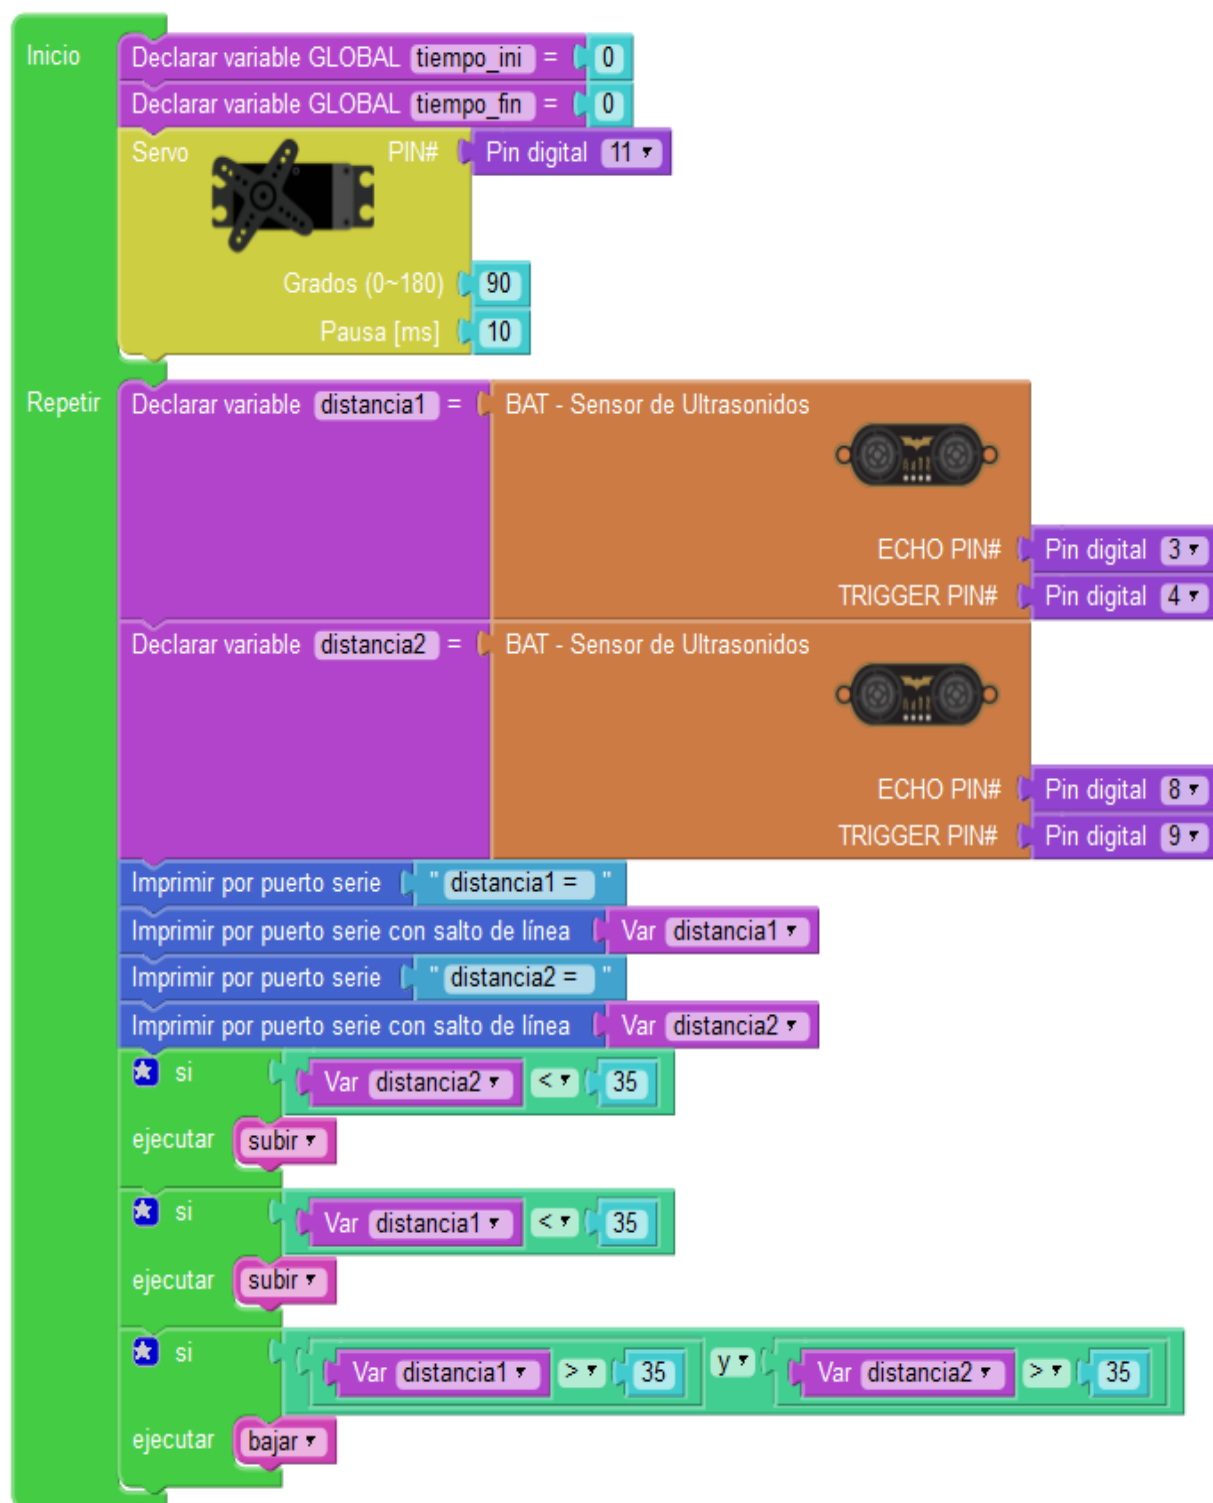 Inicio Declarar variable GLOBAL tiempo_ini = 0
Declarar variable GLOBAL tiempo_fin = 0
Servo PIN# Pin digital 11
Grados (0~180) 90
Pausa [ms] 10
Repetir Declarar variable distancia1 = BAT - Sensor de Ultrasonidos
ECHO PIN# Pin digital 3
TRIGGER PIN# Pin digital 4
Declarar variable distancia2 = BAT - Sensor de Ultrasonidos
ECHO PIN# Pin digital 8
TRIGGER PIN# Pin digital 9
Imprimir por puerto serie " distancia1 = "
Imprimir por puerto serie con salto de línea Var distancia1
Imprimir por puerto serie " distancia2 = "
Imprimir por puerto serie con salto de línea Var distancia2
si Var distancia2 < 35
ejecutar subir
si Var distancia1 < 35
ejecutar subir
si Var distancia1 > 35 y Var distancia2 > 35
ejecutar bajar